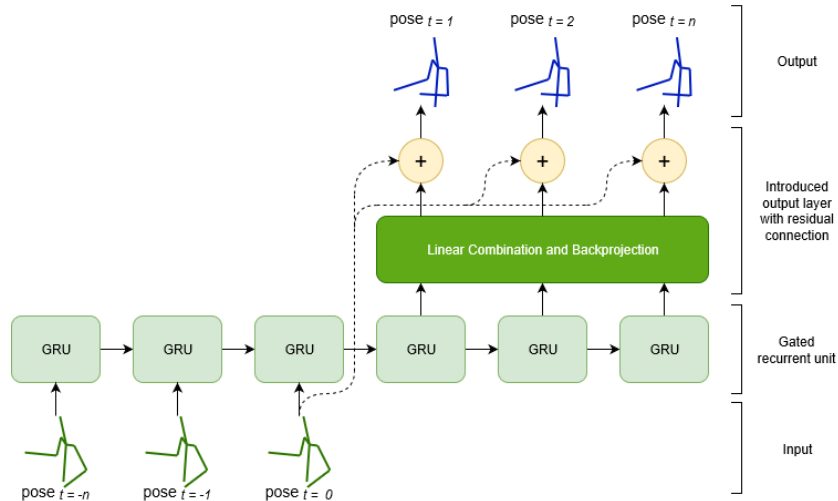 pose t = 1
pose t = 2
pose t = n
Output
+
+
+
Introduced
output layer
with residual
connection
Linear Combination and Backprojection
GRU
GRU
GRU
GRU
GRU
GRU
Gated
recurrent unit
Input
pose t = -n
pose t = -1
pose t = 0